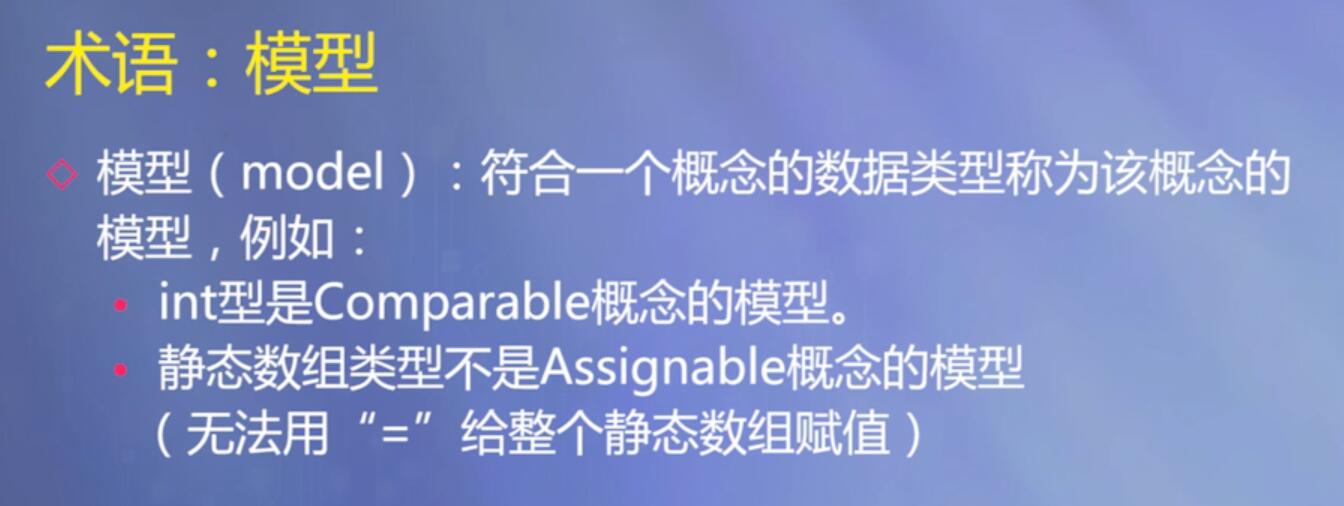 术语：模型
◇ 模型（model）：符合一个概念的数据类型称为该概念的
模型，例如：
• int型是Comparable概念的模型。
• 静态数组类型不是Assignable概念的模型
（无法用“=”给整个静态数组赋值）